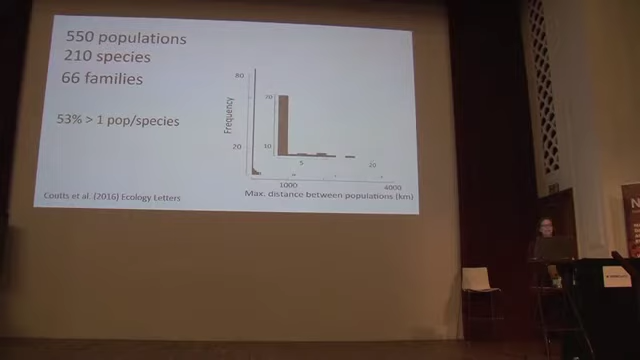 550 populations
210 species
66 families
53% > 1 pop/species
Coutts et al. (2016) Ecology Letters
Frequency
80
20
70
10
5
20
1000
4000
Max. distance between populations (km)